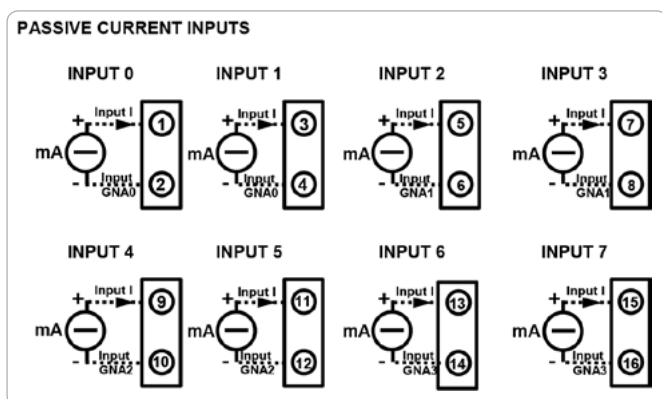 PASSIVE CURRENT INPUTS
INPUT 0 INPUT 1 INPUT 2 INPUT 3
+ Input I 1 + Input I 3 + Input I 5 + Input I 7
mA mA mA mA
- Input GNA0 2 - Input GNA0 4 - Input GNA1 6 - Input GNA1 8
INPUT 4 INPUT 5 INPUT 6 INPUT 7
+ Input I 9 + Input I 11 + Input I 13 + Input I 15
mA mA mA mA
- Input GNA2 10 - Input GNA2 12 - Input GNA3 14 - Input GNA3 16